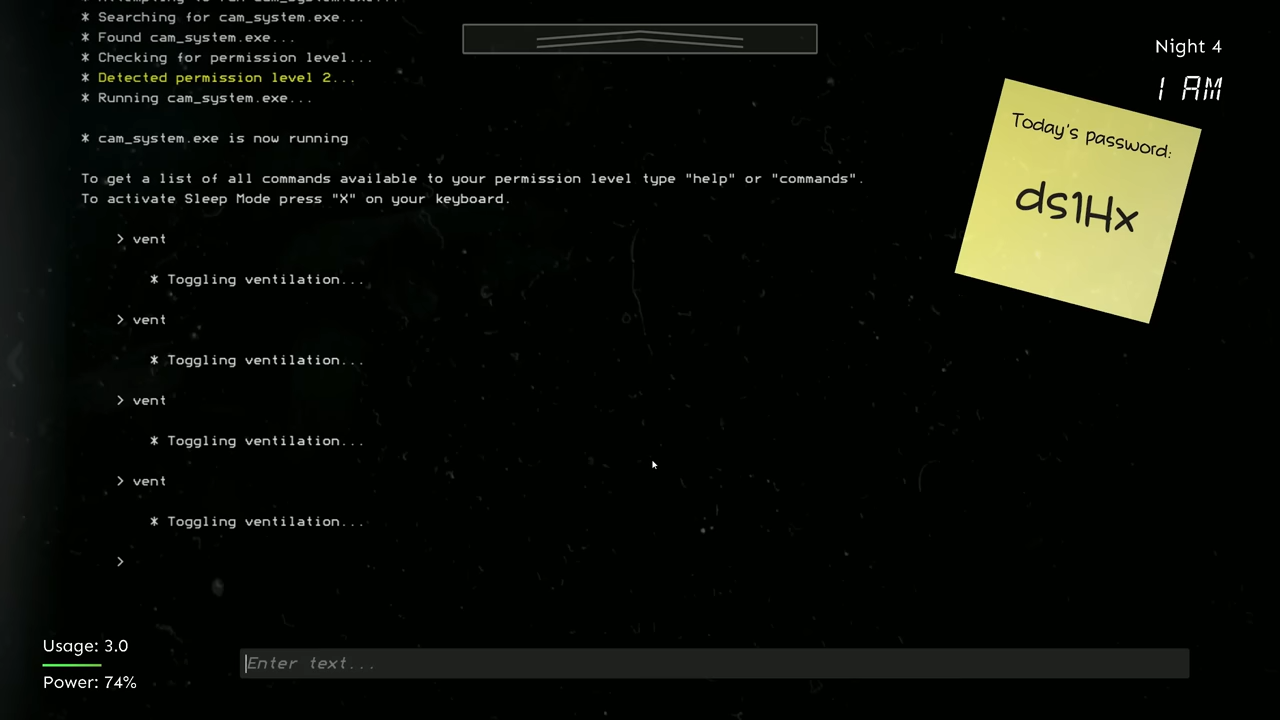 * Searching for cam_system.exe...
* Found cam_system.exe...
* Checking for permission level...
* Detected permission level 2...
* Running cam_system.exe...
* cam_system.exe is now running
To get a list of all commands available to your permission level type "help" or "commands".
To activate Sleep Mode press "X" on your keyboard.
> vent
* Toggling ventilation...
> vent
* Toggling ventilation...
> vent
* Toggling ventilation...
> vent
* Toggling ventilation...
>
Night 4
1 AM
Today's password:
ds1Hx
Usage: 3.0
Power: 74%
Enter text...